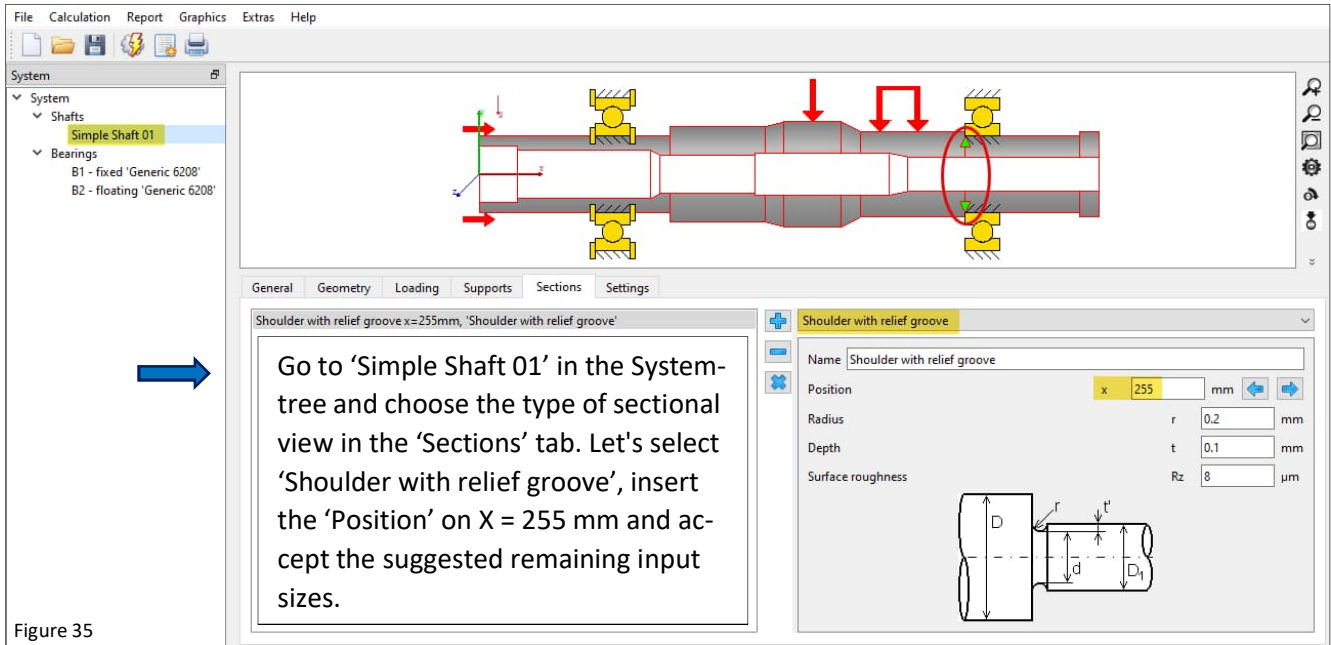 File Calculation Report Graphics Extras Help
System
System
Shafts
Simple Shaft 01
Bearings
B1 - fixed 'Generic 6208'
B2 - floating 'Generic 6208'
y
x
z
General Geometry Loading Supports Sections Settings
Shoulder with relief groove x=255mm, 'Shoulder with relief groove'
Go to ‘Simple Shaft 01’ in the System-
tree and choose the type of sectional
view in the ‘Sections’ tab. Let's select
‘Shoulder with relief groove’, insert
the ‘Position’ on X = 255 mm and ac-
cept the suggested remaining input
sizes.
Shoulder with relief groove
Name Shoulder with relief groove
Position x 255 mm
Radius r 0.2 mm
Depth t 0.1 mm
Surface roughness Rz 8 µm
D r t' d D1
Figure 35